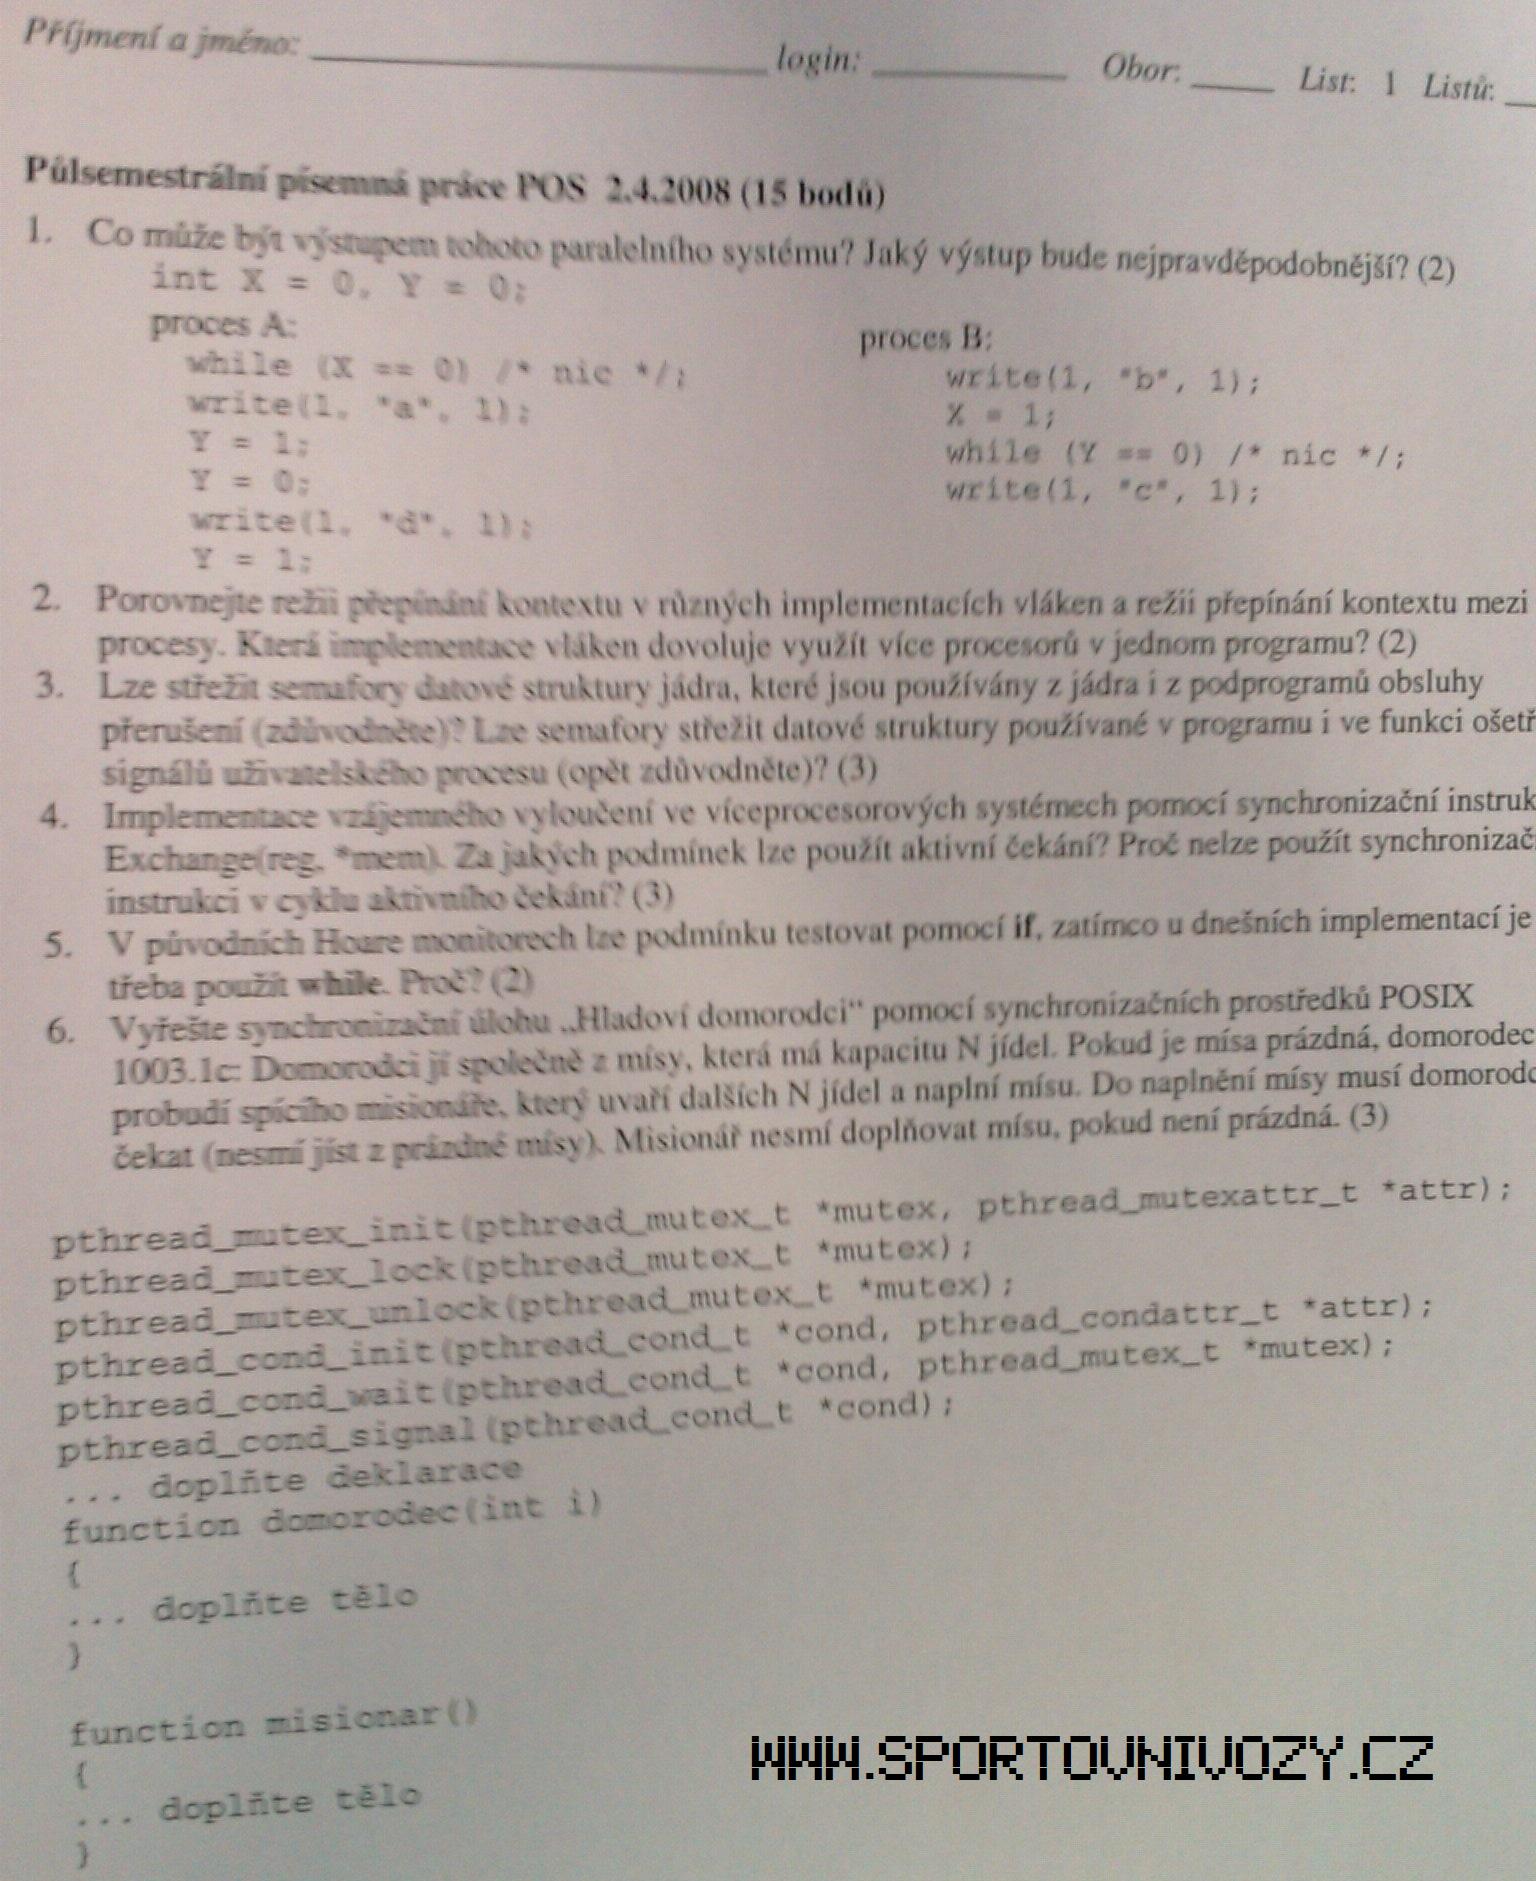 Příjmení a jméno: ____ login: ____ Obor: ____ List: 1 Listů: __
Půlsemestrální písemná práce POS 2.4.2008 (15 bodů)
1. Co může být výstupem tohoto paralelního systému? Jaký výstup bude nejpravděpodobnější? (2)
int X = 0, Y = 0;
proces A:
while (X == 0) /* nic */;
write(1, "a", 1);
Y = 1;
Y = 0;
write(1, "d", 1);
Y = 1;
proces B:
write(1, "b", 1);
X = 1;
while (Y == 0) /* nic */;
write(1, "c", 1);
2. Porovnejte režii přepínání kontextu v různých implementacích vláken a režii přepínání kontextu mezi
procesy. Která implementace vláken dovoluje využít více procesorů v jednom programu? (2)
3. Lze střežit semafory datové struktury jádra, které jsou používány z jádra i z podprogramů obsluhy
přerušení (zdůvodněte)? Lze semafory střežit datové struktury používané v programu i ve funkci ošetř
signálů uživatelského procesu (opět zdůvodněte)? (3)
4. Implementace vzájemného vyloučení ve víceprocesorových systémech pomocí synchronizační instruk
Exchange(reg, *mem). Za jakých podmínek lze použít aktivní čekání? Proč nelze použít synchronizač
instrukci v cyklu aktivního čekání? (3)
5. V původních Hoare monitorech lze podmínku testovat pomocí if, zatímco u dnešních implementací je
třeba použít while. Proč? (2)
6. Vyřešte synchronizační úlohu „Hladoví domorodci“ pomocí synchronizačních prostředků POSIX
1003.1c: Domorodci jí společně z mísy, která má kapacitu N jídel. Pokud je mísa prázdná, domorodec
probudí spícího misionáře, který uvaří dalších N jídel a naplní mísu. Do naplnění mísy musí domorodc
čekat (nesmí jíst z prázdné mísy). Misionář nesmí doplňovat mísu, pokud není prázdná. (3)
pthread_mutex_init(pthread_mutex_t *mutex, pthread_mutexattr_t *attr);
pthread_mutex_lock(pthread_mutex_t *mutex);
pthread_mutex_unlock(pthread_mutex_t *mutex);
pthread_cond_init(pthread_cond_t *cond, pthread_condattr_t *attr);
pthread_cond_wait(pthread_cond_t *cond, pthread_mutex_t *mutex);
pthread_cond_signal(pthread_cond_t *cond);
... doplňte deklarace
function domorodec(int i)
{
... doplňte tělo
}
function misionar()
{
... doplňte tělo
}
WWW.SPORTOVNIVOZY.CZ